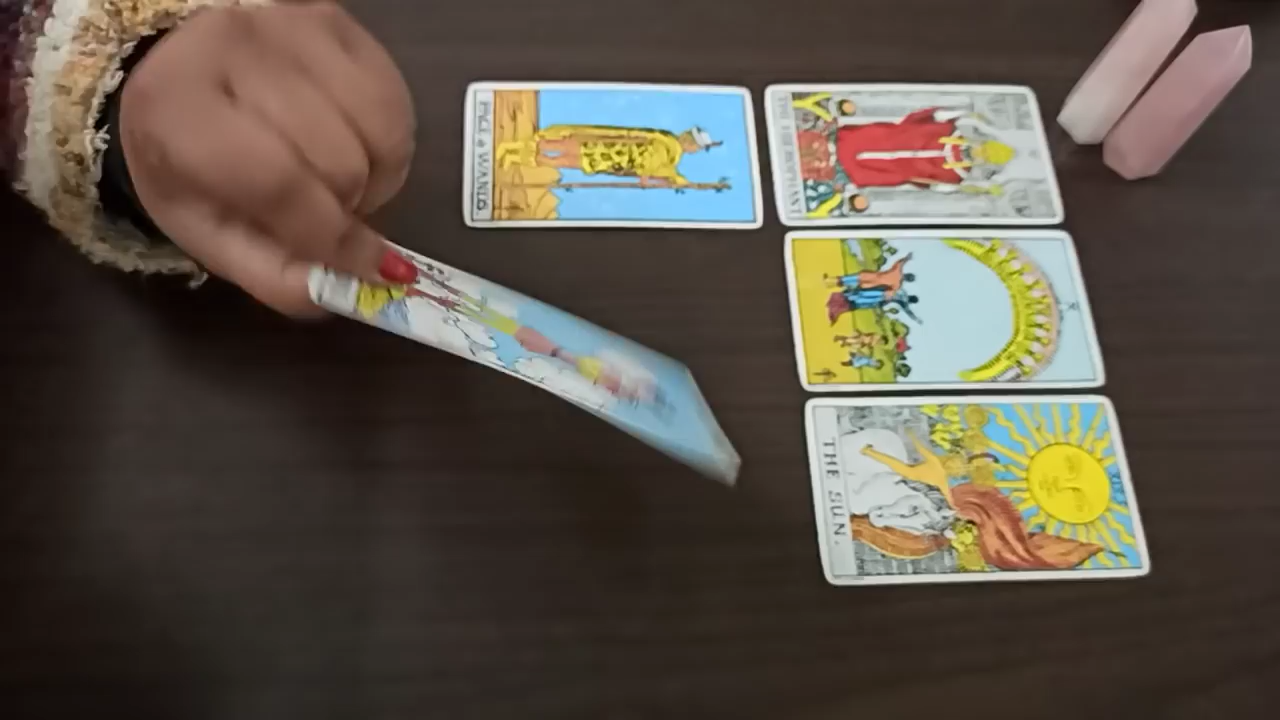 PAGE of WANDS.
THE HIEROPHANT
V
X
THE SUN.